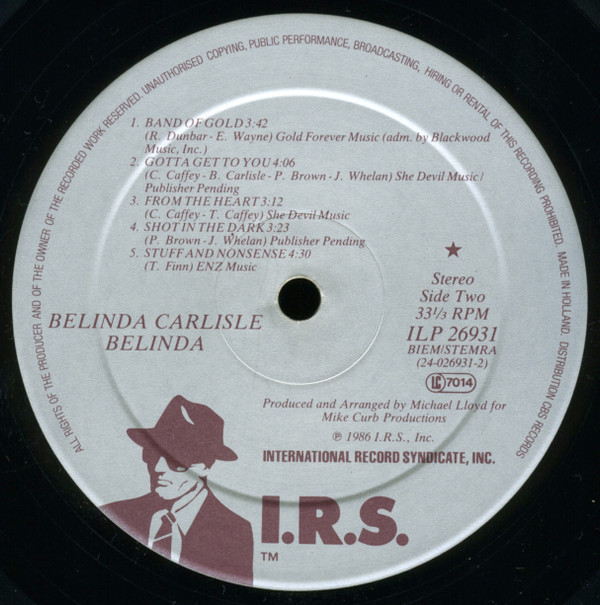 ALL RIGHTS OF THE PRODUCER AND OF THE OWNER OF THE RECORDED WORK RESERVED. UNAUTHORISED COPYING, PUBLIC PERFORMANCE, BROADCASTING, HIRING OR RENTAL OF THIS RECORDING PROHIBITED. MADE IN HOLLAND. DISTRIBUTION CBS RECORDS
1. BAND OF GOLD 3:42
(R. Dunbar - E. Wayne) Gold Forever Music (adm. by Blackwood
Music, Inc.)
2. GOTTA GET TO YOU 4:06
(C. Caffey - B. Carlisle - P. Brown - J. Whelan) She Devil Music/
Publisher Pending
3. FROM THE HEART 3:12
(C. Caffey - T. Caffey) She Devil Music
4. SHOT IN THE DARK 3:23
(P. Brown - J. Whelan) Publisher Pending
5. STUFF AND NONSENSE 4:30
(T. Finn) ENZ Music
BELINDA CARLISLE
BELINDA
★
Stereo
Side Two
33⅓ RPM
ILP 26931
BIEM/STEMRA
(24-026931-2)
LC 7014
Produced and Arranged by Michael Lloyd for
Mike Curb Productions
℗ 1986 I.R.S., Inc.
INTERNATIONAL RECORD SYNDICATE, INC.
I.R.S.
TM